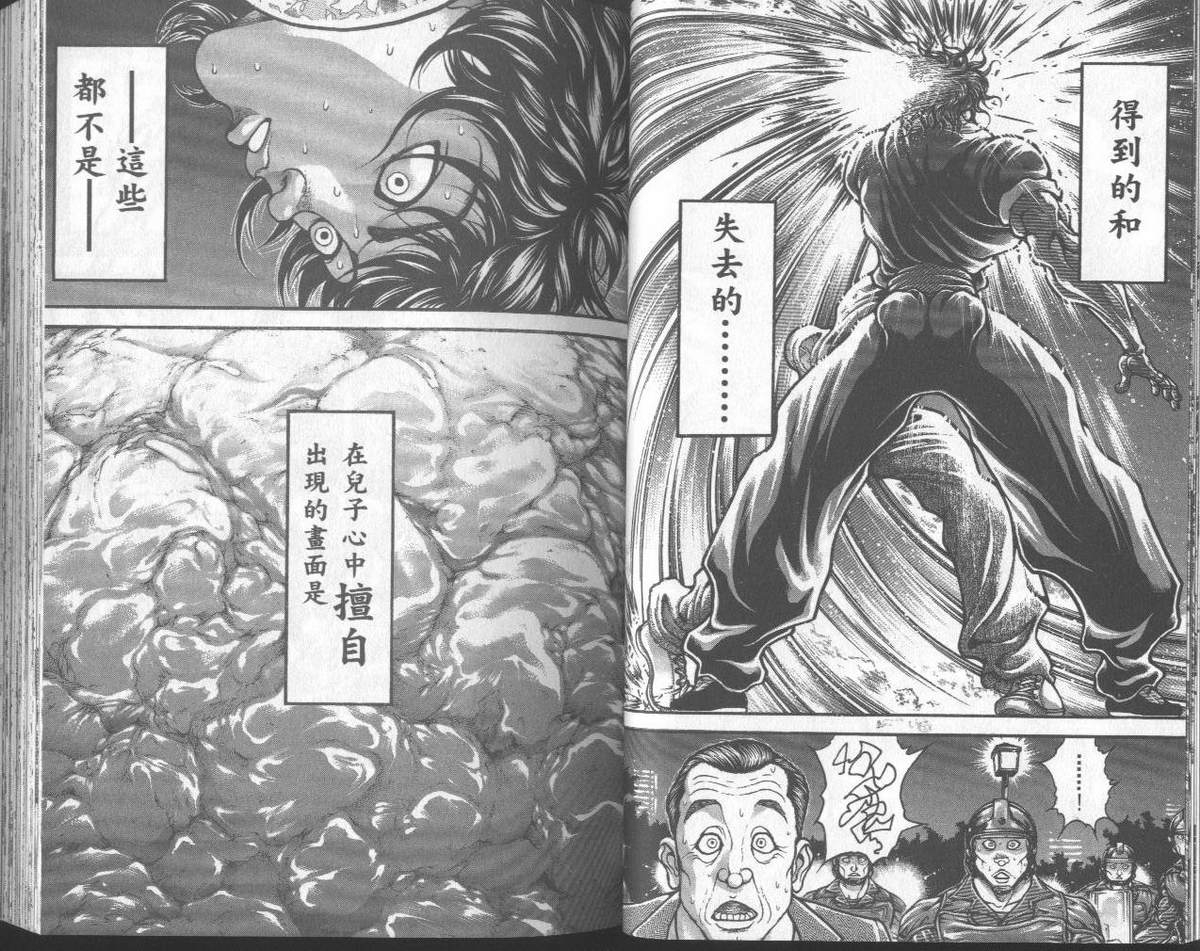 得到的和
失去的………
……！
——這些
都不是——
在兒子心中擅自
出現的畫面是